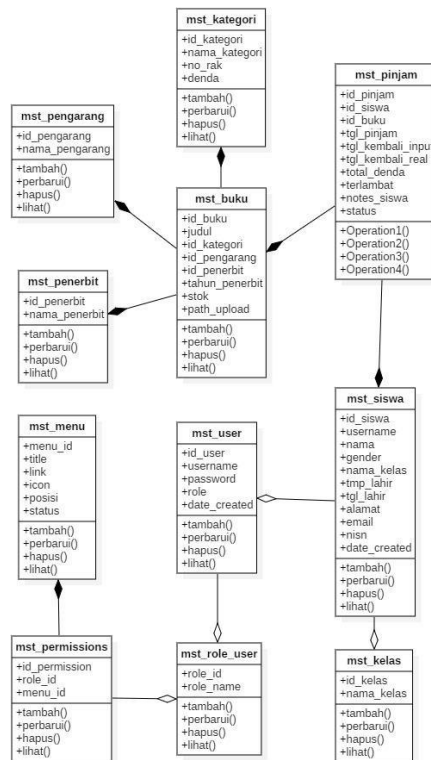 mst_kategori
+id_kategori
+nama_kategori
+no_rak
+denda
+tambah()
+perbarui()
+hapus()
+lihat()
mst_pinjam
+id_pinjam
+id_siswa
+id_buku
+tgl_pinjam
+tgl_kembali_input
+tgl_kembali_real
+total_denda
+terlambat
+notes_siswa
+status
+Operation1()
+Operation2()
+Operation3()
+Operation4()
mst_pengarang
+id_pengarang
+nama_pengarang
+tambah()
+perbarui()
+hapus()
+lihat()
mst_buku
+id_buku
+judul
+id_kategori
+id_pengarang
+id_penerbit
+tahun_penerbit
+stok
+path_upload
+tambah()
+perbarui()
+hapus()
+lihat()
mst_penerbit
+id_penerbit
+nama_penerbit
+tambah()
+perbarui()
+hapus()
+lihat()
mst_menu
+menu_id
+title
+link
+icon
+posisi
+status
+tambah()
+perbarui()
+hapus()
+lihat()
mst_user
+id_user
+username
+password
+role
+date_created
+tambah()
+perbarui()
+hapus()
+lihat()
mst_siswa
+id_siswa
+username
+nama
+gender
+nama_kelas
+tmp_lahir
+tgl_lahir
+alamat
+email
+nisn
+date_created
+tambah()
+perbarui()
+hapus()
+lihat()
mst_permissions
+id_permission
+role_id
+menu_id
+tambah()
+perbarui()
+hapus()
+lihat()
mst_role_user
+role_id
+role_name
+tambah()
+perbarui()
+hapus()
+lihat()
mst_kelas
+id_kelas
+nama_kelas
+tambah()
+perbarui()
+hapus()
+lihat()